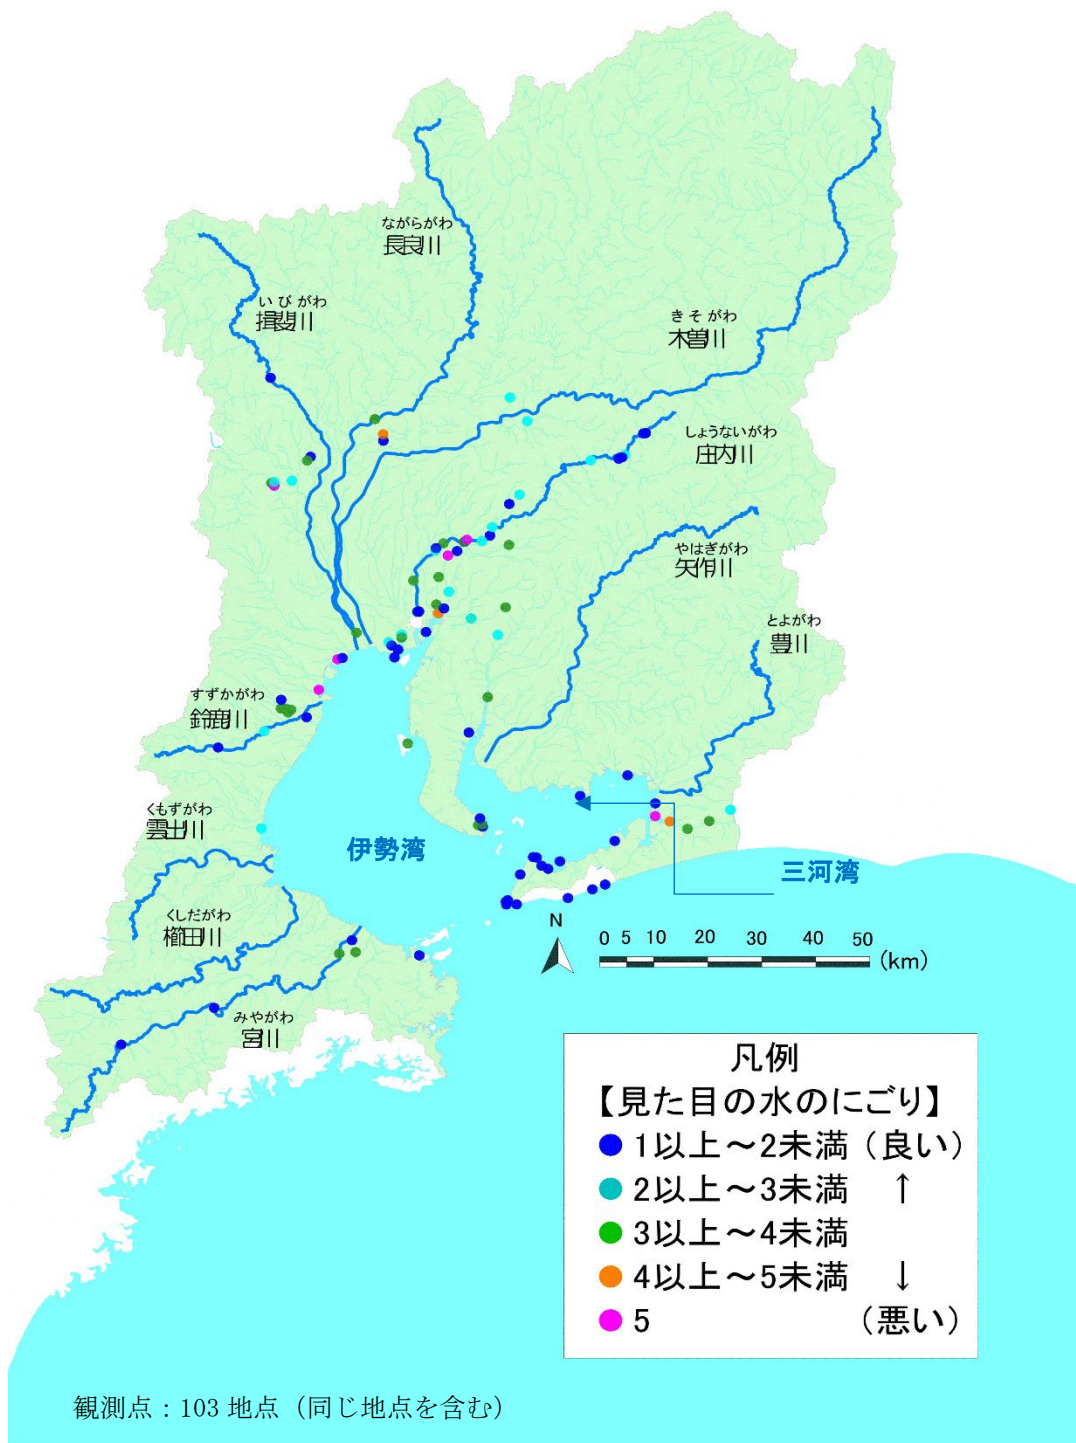 ながらがわ
長良川
いびがわ
揖斐川
きそがわ
木曽川
しょうないがわ
庄内川
やはぎがわ
矢作川
とよがわ
豊川
すずかがわ
鈴鹿川
くもずがわ
雲出川
伊勢湾
三河湾
くしだがわ
櫛田川
みやがわ
宮川
N
0 5 10 20 30 40 50
(km)
凡例
【見た目の水のにごり】
1以上～2未満（良い）
2以上～3未満 ↑
3以上～4未満
4以上～5未満 ↓
5 （悪い）
観測点：103 地点（同じ地点を含む）